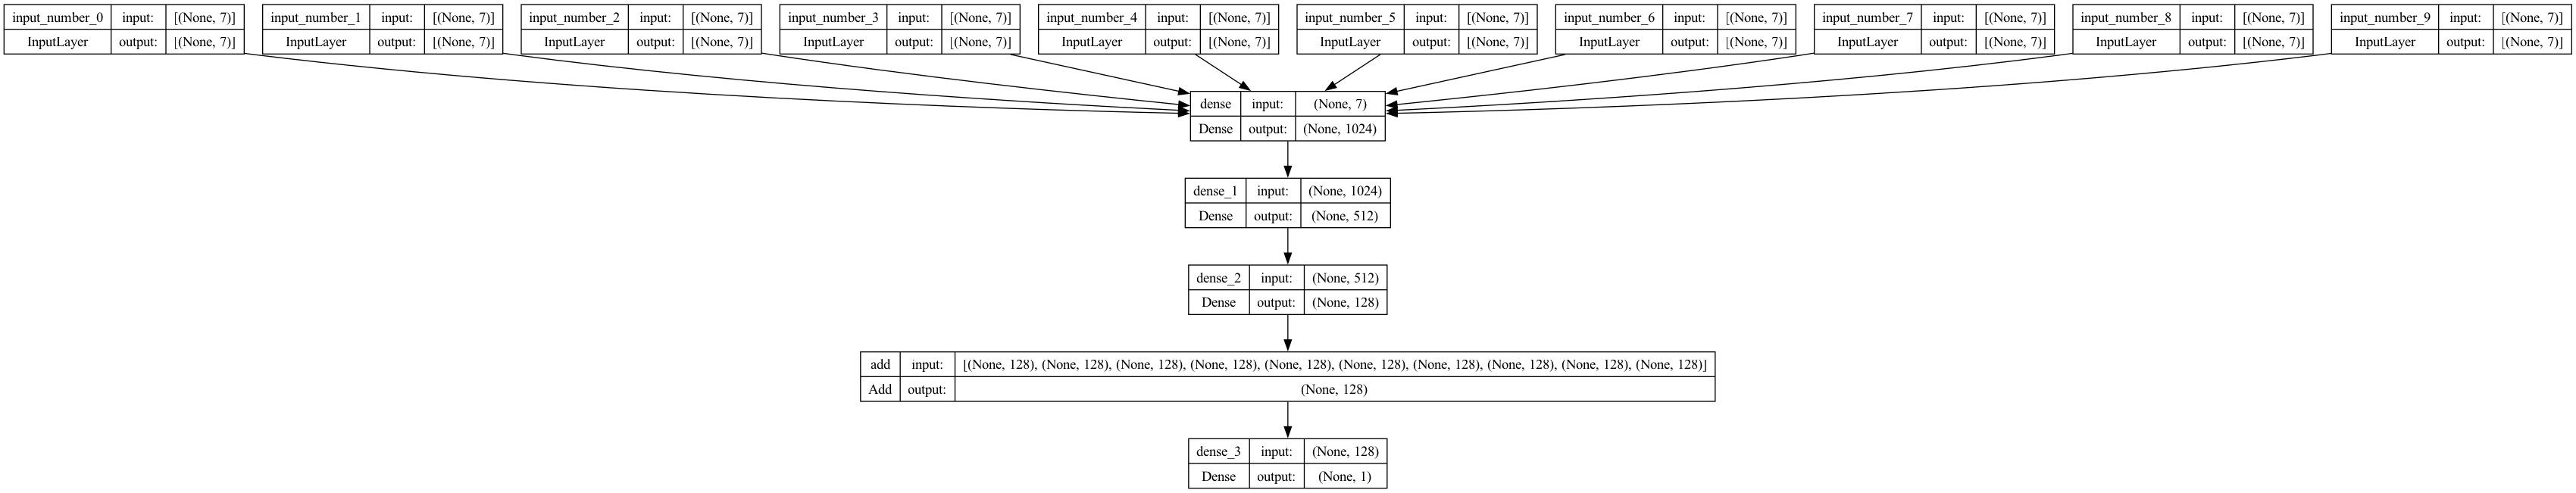 input_number_0 input: [(None, 7)] input_number_1 input: [(None, 7)] input_number_2 input: [(None, 7)] input_number_3 input: [(None, 7)] input_number_4 input: [(None, 7)] input_number_5 input: [(None, 7)] input_number_6 input: [(None, 7)] input_number_7 input: [(None, 7)] input_number_8 input: [(None, 7)] input_number_9 input: [(None, 7)]
InputLayer output: [(None, 7)] InputLayer output: [(None, 7)] InputLayer output: [(None, 7)] InputLayer output: [(None, 7)] InputLayer output: [(None, 7)] InputLayer output: [(None, 7)] InputLayer output: [(None, 7)] InputLayer output: [(None, 7)] InputLayer output: [(None, 7)] InputLayer output: [(None, 7)]
dense input: (None, 7)
Dense output: (None, 1024)
dense_1 input: (None, 1024)
Dense output: (None, 512)
dense_2 input: (None, 512)
Dense output: (None, 128)
add input: [(None, 128), (None, 128), (None, 128), (None, 128), (None, 128), (None, 128), (None, 128), (None, 128), (None, 128), (None, 128)]
Add output: (None, 128)
dense_3 input: (None, 128)
Dense output: (None, 1)